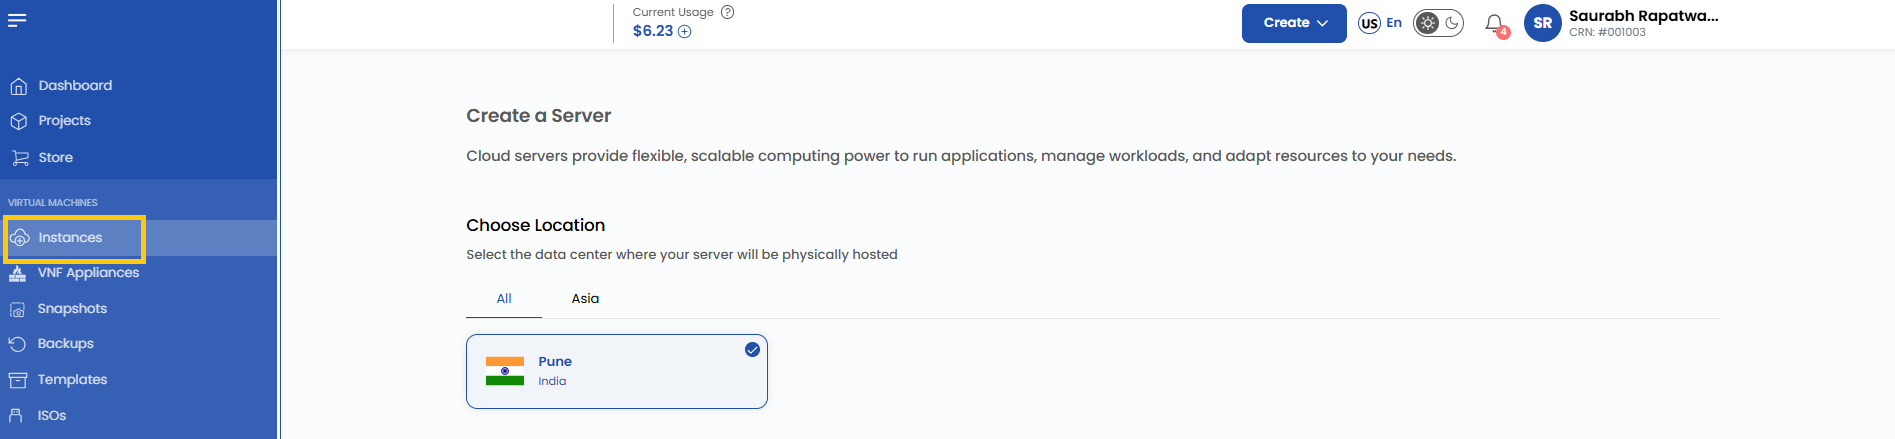 Current Usage ?
$6.23
Create
US En
4
SR
Saurabh Rapatwa...
CRN: #001003
Dashboard
Projects
Store
VIRTUAL MACHINES
Instances
VNF Appliances
Snapshots
Backups
Templates
ISOs
Create a Server
Cloud servers provide flexible, scalable computing power to run applications, manage workloads, and adapt resources to your needs.
Choose Location
Select the data center where your server will be physically hosted
All
Asia
Pune
India